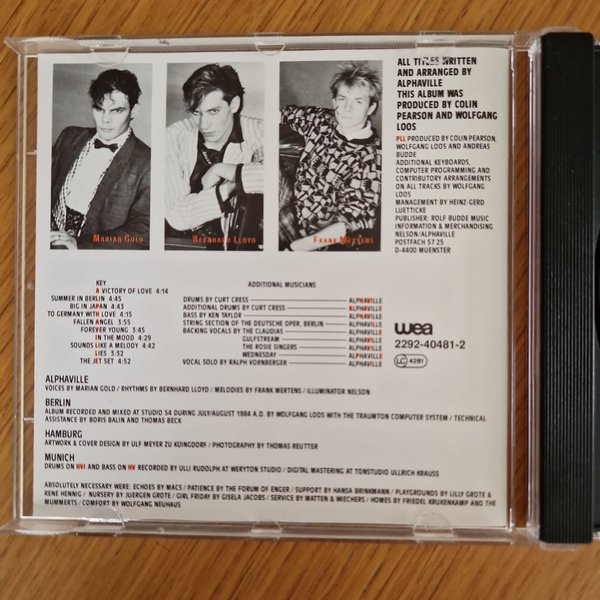 MARIAN GOLD
BERNHARD LLOYD
FRANK MERTENS
ALL TITLES WRITTEN
AND ARRANGED BY
ALPHAVILLE
THIS ALBUM WAS
PRODUCED BY COLIN
PEARSON AND WOLFGANG
LOOS
PLL PRODUCED BY COLIN PEARSON,
WOLFGANG LOOS AND ANDREAS
BUDDE
ADDITIONAL KEYBOARDS,
COMPUTER PROGRAMMING AND
CONTRIBUTORY ARRANGEMENTS
ON ALL TRACKS BY WOLFGANG
LOOS
MANAGEMENT BY HEINZ-GERD
LUETTICKE
PUBLISHER: ROLF BUDDE MUSIC
INFORMATION & MERCHANDISING
NELSON/ALPHAVILLE
POSTFACH 57 25
D-4400 MUENSTER
KEY
A VICTORY OF LOVE 4:14
SUMMER IN BERLIN 4:45
BIG IN JAPAN 4:43
TO GERMANY WITH LOVE 4:15
FALLEN ANGEL 3:55
FOREVER YOUNG 3:45
IN THE MOOD 4:29
SOUNDS LIKE A MELODY 4:42
LIES 3:32
THE JET SET 4:52
ADDITIONAL MUSICIANS
DRUMS BY CURT CRESS ALPHAVILLE
ADDITIONAL DRUMS BY CURT CRESS ALPHAVILLE
BASS BY KEN TAYLOR ALPHAVILLE
STRING SECTION OF THE DEUTSCHE OPER, BERLIN ALPHAVILLE
BACKING VOCALS BY THE CLAUDIAS ALPHAVILLE
GULFSTREAM ALPHAVILLE
THE ROSIE SINGERS ALPHAVILLE
WEDNESDAY ALPHAVILLE
VOCAL SOLO BY RALPH VORNBERGER ALPHAVILLE
wea
2292-40481-2
LC 4281
ALPHAVILLE
VOICES BY MARIAN GOLD / RHYTHMS BY BERNHARD LLOYD / MELODIES BY FRANK MERTENS / ILLUMINATOR NELSON
BERLIN
ALBUM RECORDED AND MIXED AT STUDIO 54 DURING JULY/AUGUST 1984 A.D. BY WOLFGANG LOOS WITH THE TRAUMTON COMPUTER SYSTEM / TECHNICAL
ASSISTANCE BY BORIS BALIN AND THOMAS BECK
HAMBURG
ARTWORK & COVER DESIGN BY ULF MEYER ZU KÜINGDORF / PHOTOGRAPHY BY THOMAS REUTTER
MUNICH
DRUMS ON HVI AND BASS ON HV RECORDED BY ULLI RUDOLPH AT WERYTON STUDIO / DIGITAL MASTERING AT TONSTUDIO ULLRICH KRAUSS
ABSOLUTELY NECESSARY WERE: ECHOES BY MACS / PATIENCE BY THE FORUM OF ENGER / SUPPORT BY HANSA BRINKMANN / PLAYGROUNDS BY LILLY GROTE &
RENE HENNIG / NURSERY BY JUERGEN GROTE / GIRL FRIDAY BY GISELA JACOBS / SERVICE BY MATTEN & WIECHERS / HOMES BY FRIEDEL KRUKENKAMP AND THE
MUMMERTS / COMFORT BY WOLFGANG NEUHAUS